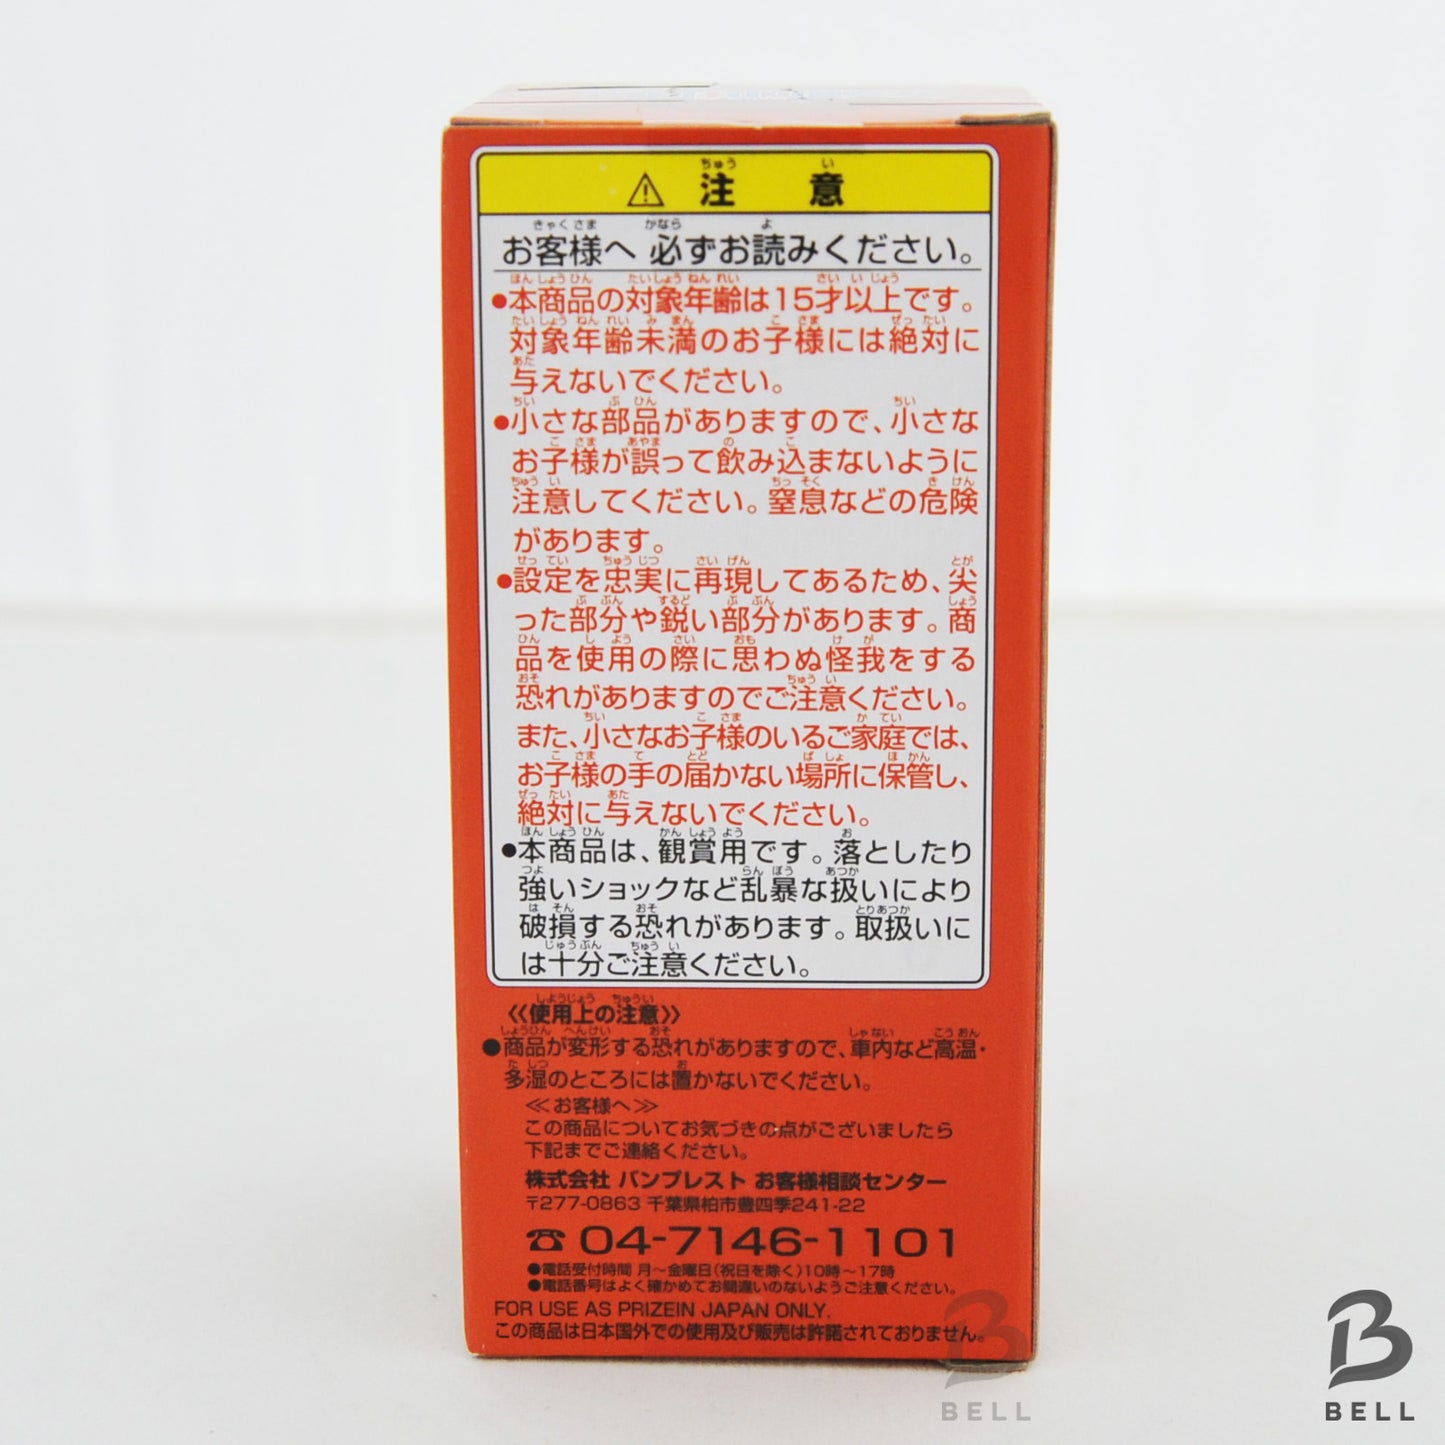 ⚠ 注意
お客様へ 必ずお読みください。
●本商品の対象年齢は15才以上です。
対象年齢未満のお子様には絶対に
与えないでください。
●小さな部品がありますので、小さな
お子様が誤って飲み込まないように
注意してください。窒息などの危険
があります。
●設定を忠実に再現してあるため、尖
った部分や鋭い部分があります。商
品を使用の際に思わぬ怪我をする
恐れがありますのでご注意ください。
また、小さなお子様のいるご家庭では、
お子様の手の届かない場所に保管し、
絶対に与えないでください。
●本商品は、観賞用です。落としたり
強いショックなど乱暴な扱いにより
破損する恐れがあります。取扱いに
は十分ご注意ください。
《使用上の注意》
●商品が変形する恐れがありますので、車内など高温・
多湿のところには置かないでください。
≪お客様へ≫
この商品についてお気づきの点がございましたら
下記までご連絡ください。
株式会社 バンプレスト お客様相談センター
〒277-0863 千葉県柏市豊四季241-22
☎ 04-7146-1101
●電話受付時間 月～金曜日(祝日を除く)10時～17時
●電話番号はよく確かめてお間違いのないようご注意ください。
FOR USE AS PRIZEIN JAPAN ONLY.
この商品は日本国外での使用及び販売は許諾されておりません。
BELL
BELL